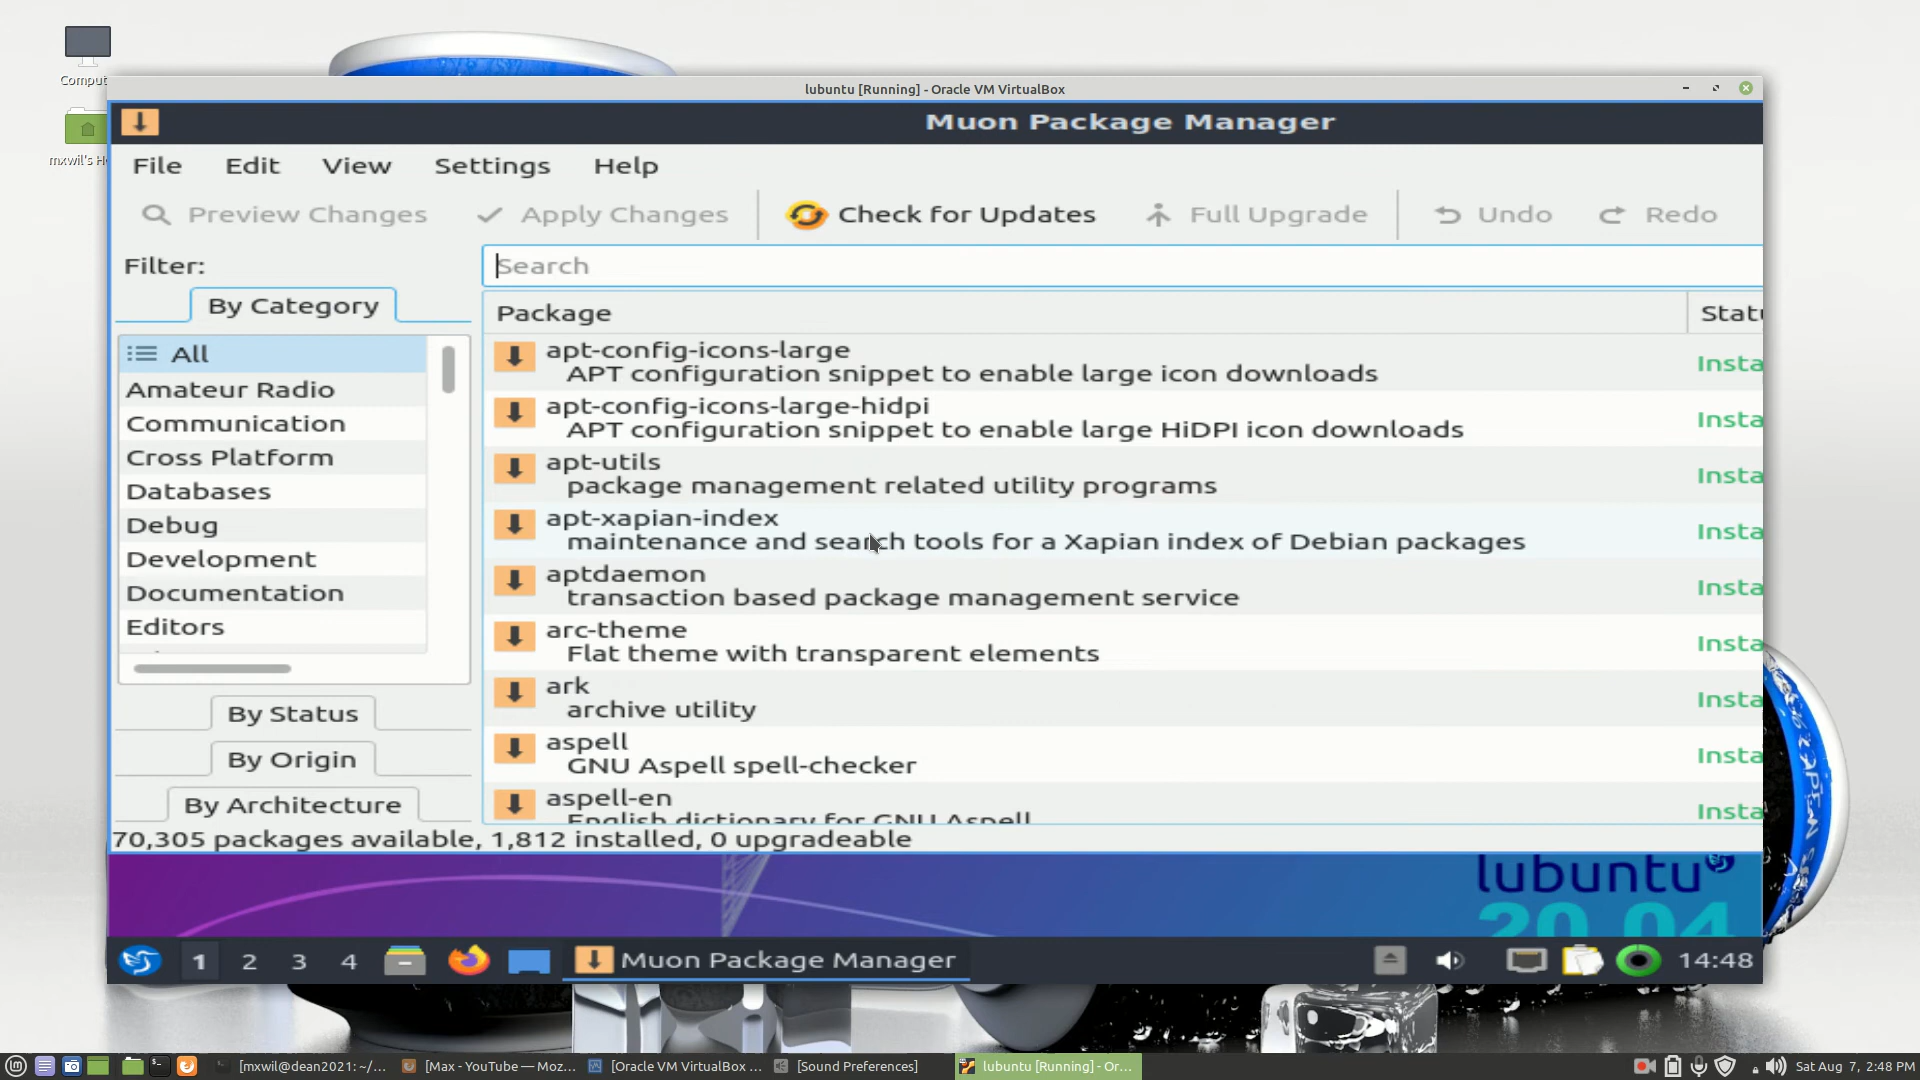 Comput
mxwil's H
lubuntu [Running] - Oracle VM VirtualBox
Muon Package Manager
File Edit View Settings Help
Preview Changes Apply Changes Check for Updates Full Upgrade Undo Redo
Filter:
Search
By Category
Package Statu
All
Amateur Radio
Communication
Cross Platform
Databases
Debug
Development
Documentation
Editors
By Status
By Origin
By Architecture
apt-config-icons-large
APT configuration snippet to enable large icon downloads
Insta
apt-config-icons-large-hidpi
APT configuration snippet to enable large HiDPI icon downloads
Insta
apt-utils
package management related utility programs
Insta
apt-xapian-index
maintenance and search tools for a Xapian index of Debian packages
Insta
aptdaemon
transaction based package management service
Insta
arc-theme
Flat theme with transparent elements
Insta
ark
archive utility
Insta
aspell
GNU Aspell spell-checker
Insta
aspell-en
English dictionary for GNU Aspell
Insta
70,305 packages available, 1,812 installed, 0 upgradeable
lubuntu
20.04
1 2 3 4 Muon Package Manager 14:48
[mxwil@dean2021: ~/... [Max - YouTube — Moz... [Oracle VM VirtualBox ... [Sound Preferences] lubuntu [Running] - Or... Sat Aug 7, 2:48 PM